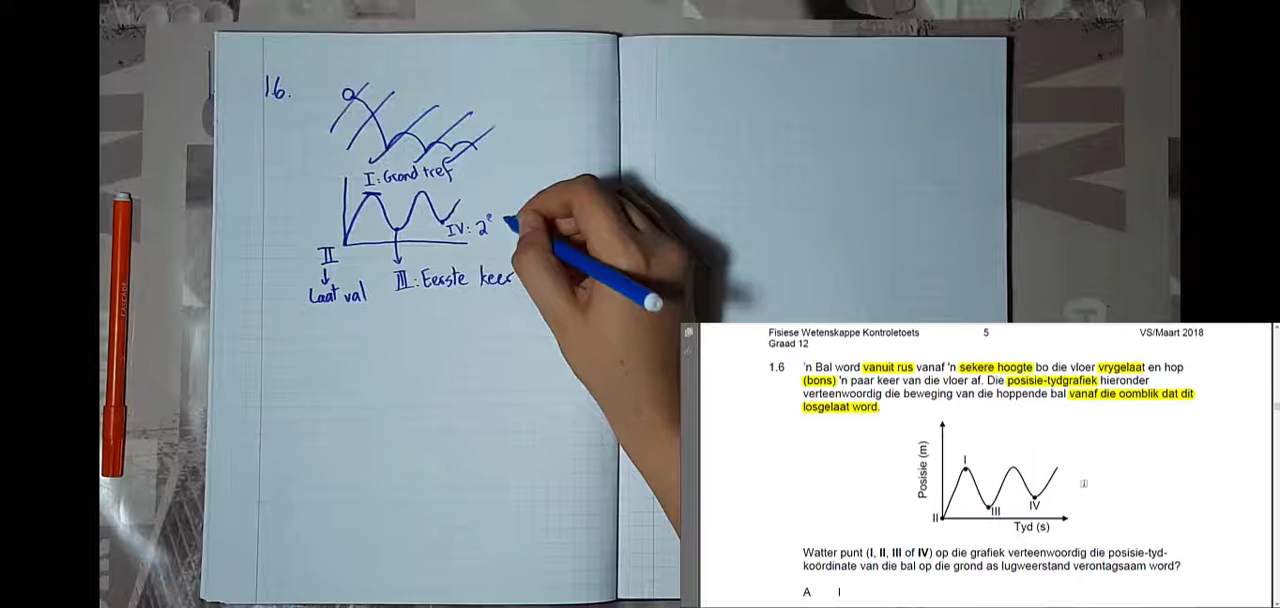 1.6.
I: Grond tref
IV: 2e
II
Laat val
III: Eerste keer
CASCADE
Fisiese Wetenskappe Kontroletoets 5 VS/Maart 2018
Graad 12
1.6 'n Bal word vanuit rus vanaf 'n sekere hoogte bo die vloer vrygelaat en hop
(bons) 'n paar keer van die vloer af. Die posisie-tydgrafiek hieronder
verteenwoordig die beweging van die hoppende bal vanaf die oomblik dat dit
losgelaat word.
Posisie (m)
I
II
III
IV
Tyd (s)
Watter punt (I, II, III of IV) op die grafiek verteenwoordig die posisie-tyd-
koördinate van die bal op die grond as lugweerstand verontagsaam word?
A I